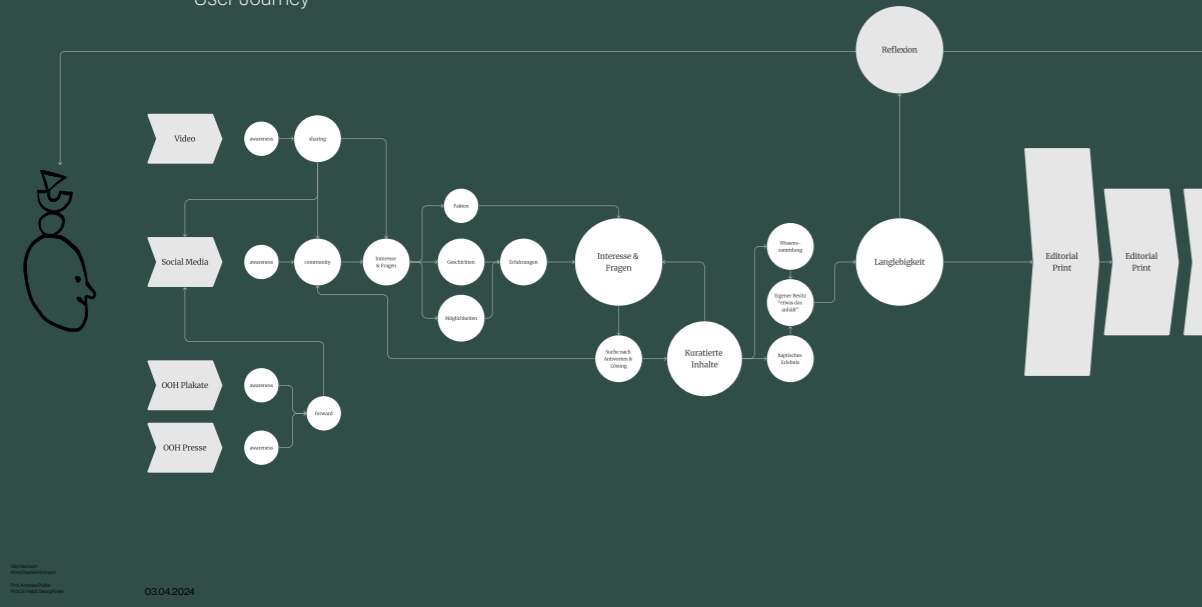 User Journey
Reflexion
Video
awareness
sharing
Fakten
Social Media
awareness
community
Interesse
& Fragen
Geschichten
Erfahrungen
Möglichkeiten
Interesse &
Fragen
Suche nach
Antworten &
Lösung
Kuratierte
Inhalte
Wissens-
sammlung
Eigener Besitz
"etwas das
anhält"
haptisches
Erlebnis
Langlebigkeit
Editorial
Print
Editorial
Print
OOH Plakate
awareness
forward
OOH Presse
awareness
03.04.2024